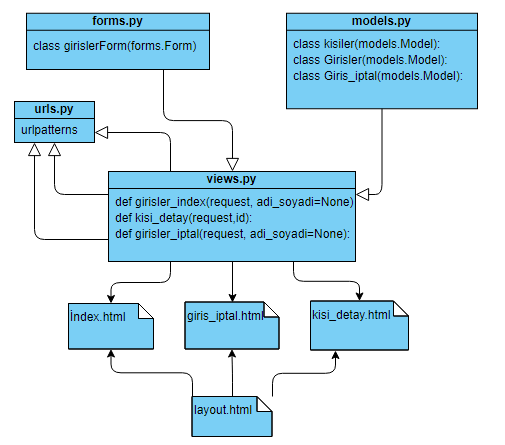 forms.py
class girislerForm(forms.Form)
models.py
class kisiler(models.Model):
class Girisler(models.Model):
class Giris_iptal(models.Model):
urls.py
urlpatterns
views.py
def girisler_index(request, adi_soyadi=None)
def kisi_detay(request,id):
def girisler_iptal(request, adi_soyadi=None):
İndex.html
giris_iptal.html
kisi_detay.html
layout.html